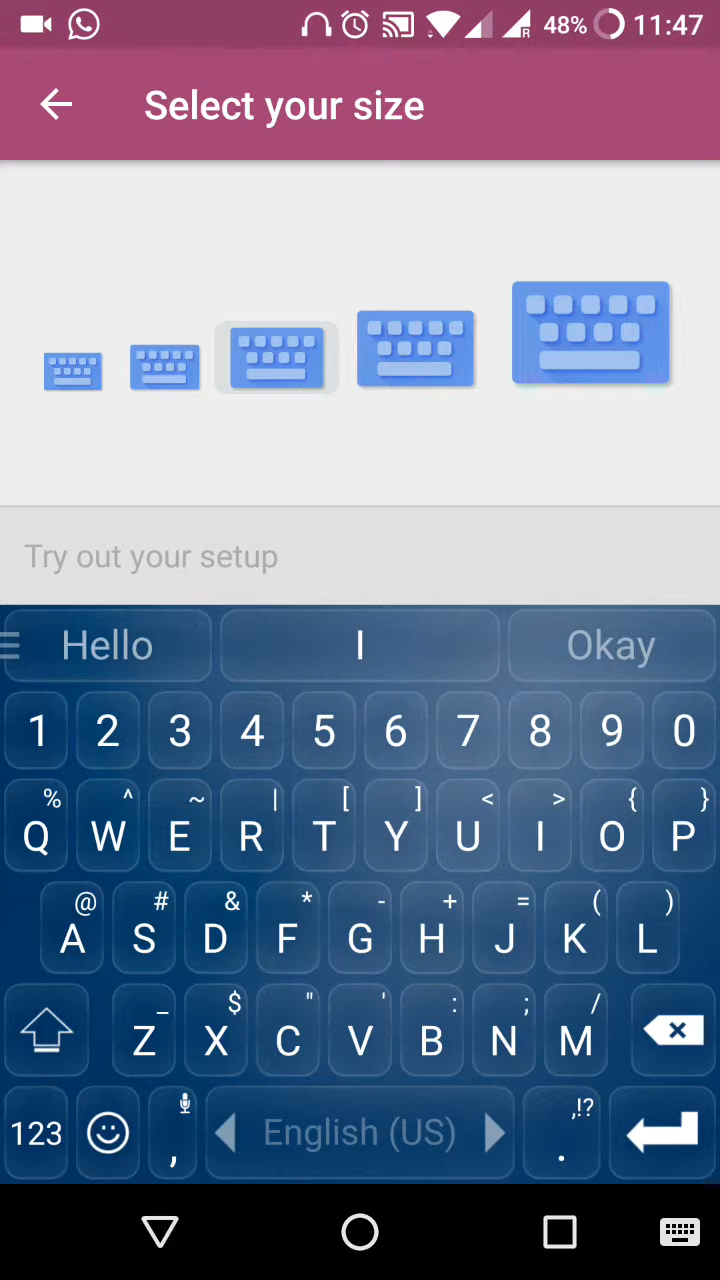 48% 11:47
R
Select your size
Try out your setup
Hello I Okay
1 2 3 4 5 6 7 8 9 0
% ^ ~ | [ ] < > { }
Q W E R T Y U I O P
@ # & * - + = ( )
A S D F G H J K L
_ $ " ' : ; /
Z X C V B N M
,!?
123 , English (US) .